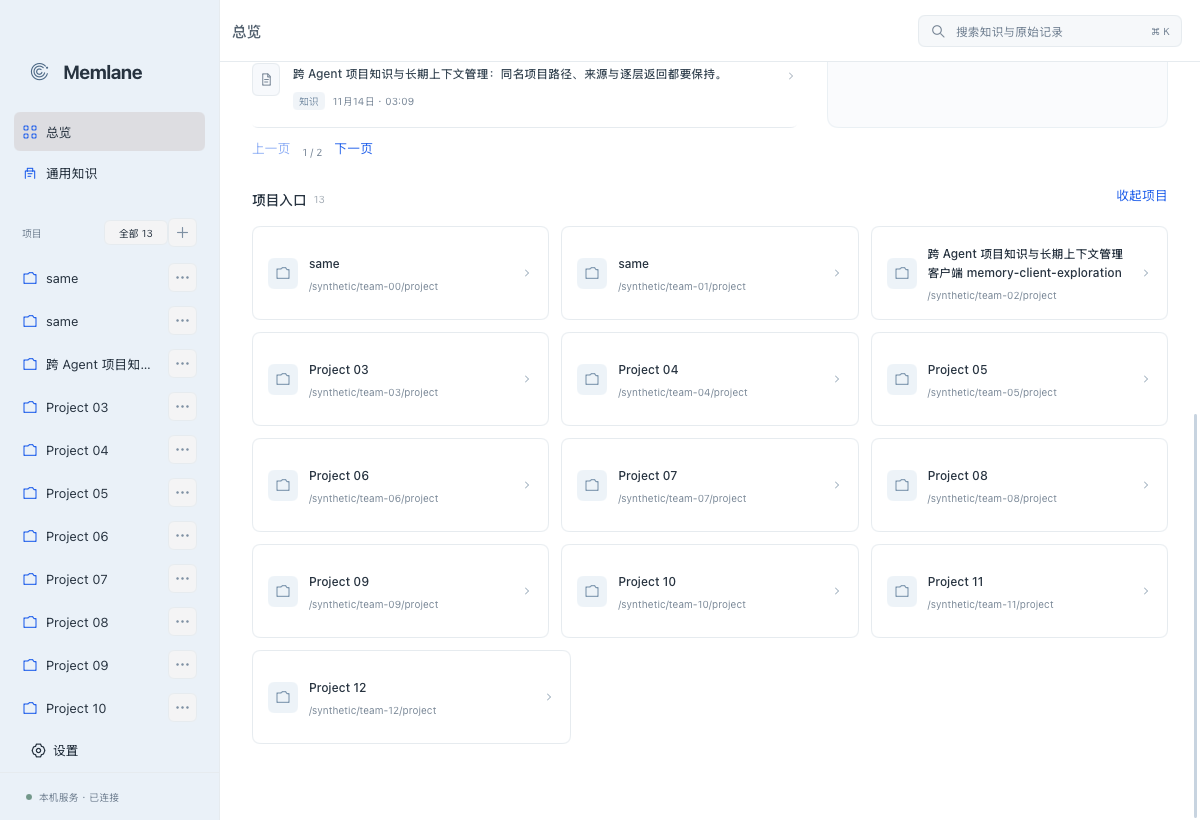 Memlane
总览
通用知识
项目
全部 13
same
same
跨 Agent 项目知...
Project 03
Project 04
Project 05
Project 06
Project 07
Project 08
Project 09
Project 10
设置
本机服务 · 已连接
总览
搜索知识与原始记录
⌘ K
跨 Agent 项目知识与长期上下文管理：同名项目路径、来源与逐层返回都要保持。
知识 11月14日 · 03:09
上一页 1 / 2 下一页
项目入口 13
收起项目
same
/synthetic/team-00/project
same
/synthetic/team-01/project
跨 Agent 项目知识与长期上下文管理
客户端 memory-client-exploration
/synthetic/team-02/project
Project 03
/synthetic/team-03/project
Project 04
/synthetic/team-04/project
Project 05
/synthetic/team-05/project
Project 06
/synthetic/team-06/project
Project 07
/synthetic/team-07/project
Project 08
/synthetic/team-08/project
Project 09
/synthetic/team-09/project
Project 10
/synthetic/team-10/project
Project 11
/synthetic/team-11/project
Project 12
/synthetic/team-12/project